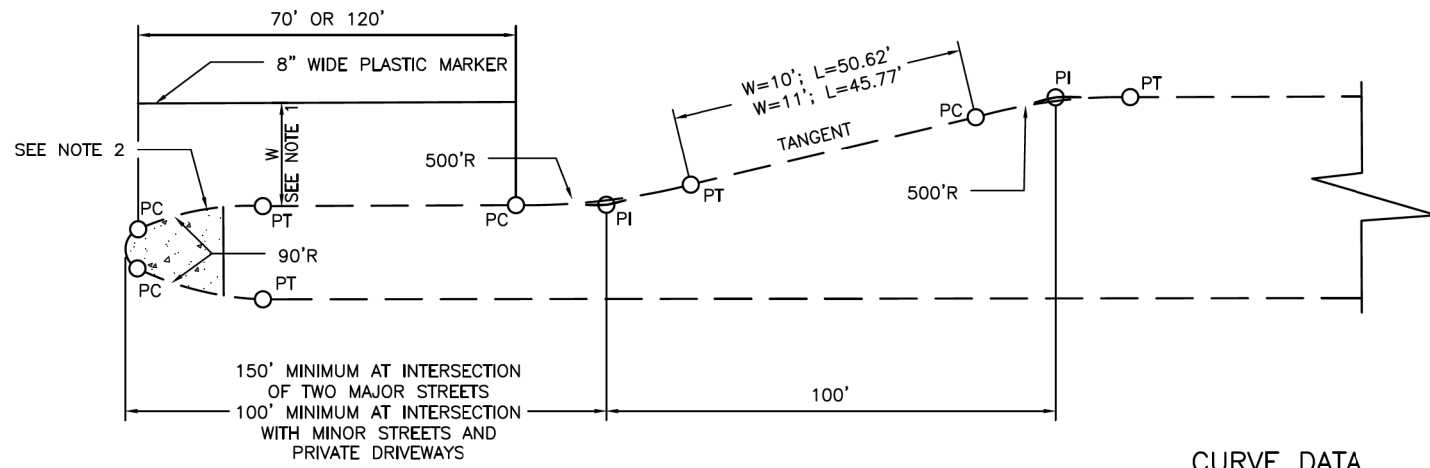 70' OR 120'
8" WIDE PLASTIC MARKER
W=10'; L=50.62'
W=11'; L=45.77'
PI
PT
PC
TANGENT
SEE NOTE 2
W
SEE NOTE 1
500'R
500'R
PT
PC
PT
PC
PI
90'R
PC
PT
150' MINIMUM AT INTERSECTION
OF TWO MAJOR STREETS
100' MINIMUM AT INTERSECTION
WITH MINOR STREETS AND
PRIVATE DRIVEWAYS
100'
CURVE DATA